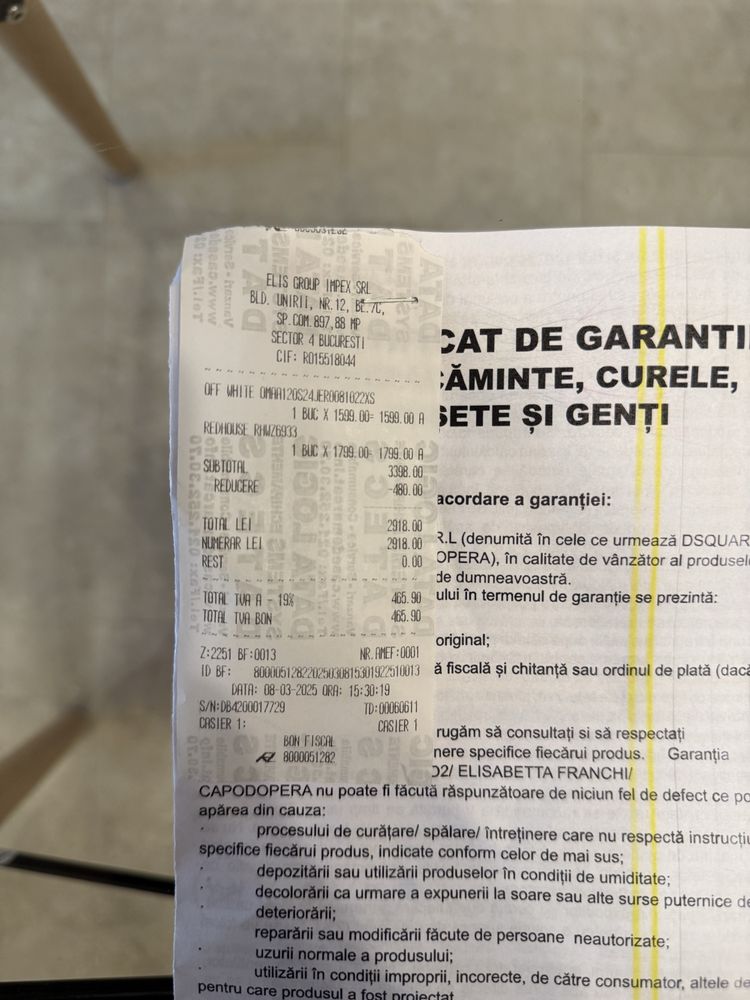 ELIS GROUP IMPEX SRL
BLD. UNIRII, NR.12, BL.7C,
SP.COM.897,88 MP
SECTOR 4 BUCURESTI
CIF: RO15518044
OFF WHITE OMAA120S24JER0081022XS
1 BUC X 1599.00= 1599.00 A
REDHOUSE RHWZ6933
1 BUC X 1799.00= 1799.00 A
SUBTOTAL 3398.00
REDUCERE -480.00
TOTAL LEI 2918.00
NUMERAR LEI 2918.00
REST 0.00
TOTAL TVA A - 19% 465.90
TOTAL TVA BON 465.90
Z:2251 BF:0013 NR.AMEF:0001
ID BF: 80000512822025030815301922510013
DATA: 08-03-2025 ORA: 15:30:19
S/N:DB4200017729 TD:00060611
CASIER 1: CASIER 1
BON FISCAL
8000051282
CAT DE GARANTI
ĂMINTE, CURELE,
SETE ȘI GENȚI
acordare a garanției:
R.L (denumită în cele ce urmează DSQUAR
OPERA), în calitate de vânzător al produsel
de dumneavoastră.
ului în termenul de garanție se prezintă:
original;
ă fiscală și chitanță sau ordinul de plată (dacă
rugăm să consultați si să respectați
nere specifice fiecărui produs. Garanția
D2/ ELISABETTA FRANCHI/
CAPODOPERA nu poate fi făcută răspunzătoare de niciun fel de defect ce po
apărea din cauza:
· procesului de curățare/ spălare/ întreținere care nu respectă instrucțiu
specifice fiecărui produs, indicate conform celor de mai sus;
· depozitării sau utilizării produselor în condiții de umiditate;
· decolorării ca urmare a expunerii la soare sau alte surse puternice de
· deteriorării;
· reparării sau modificării făcute de persoane neautorizate;
· uzurii normale a produsului;
· utilizării în condiții improprii, incorecte, de către consumator, altele de
pentru care produsul a fost proiectat